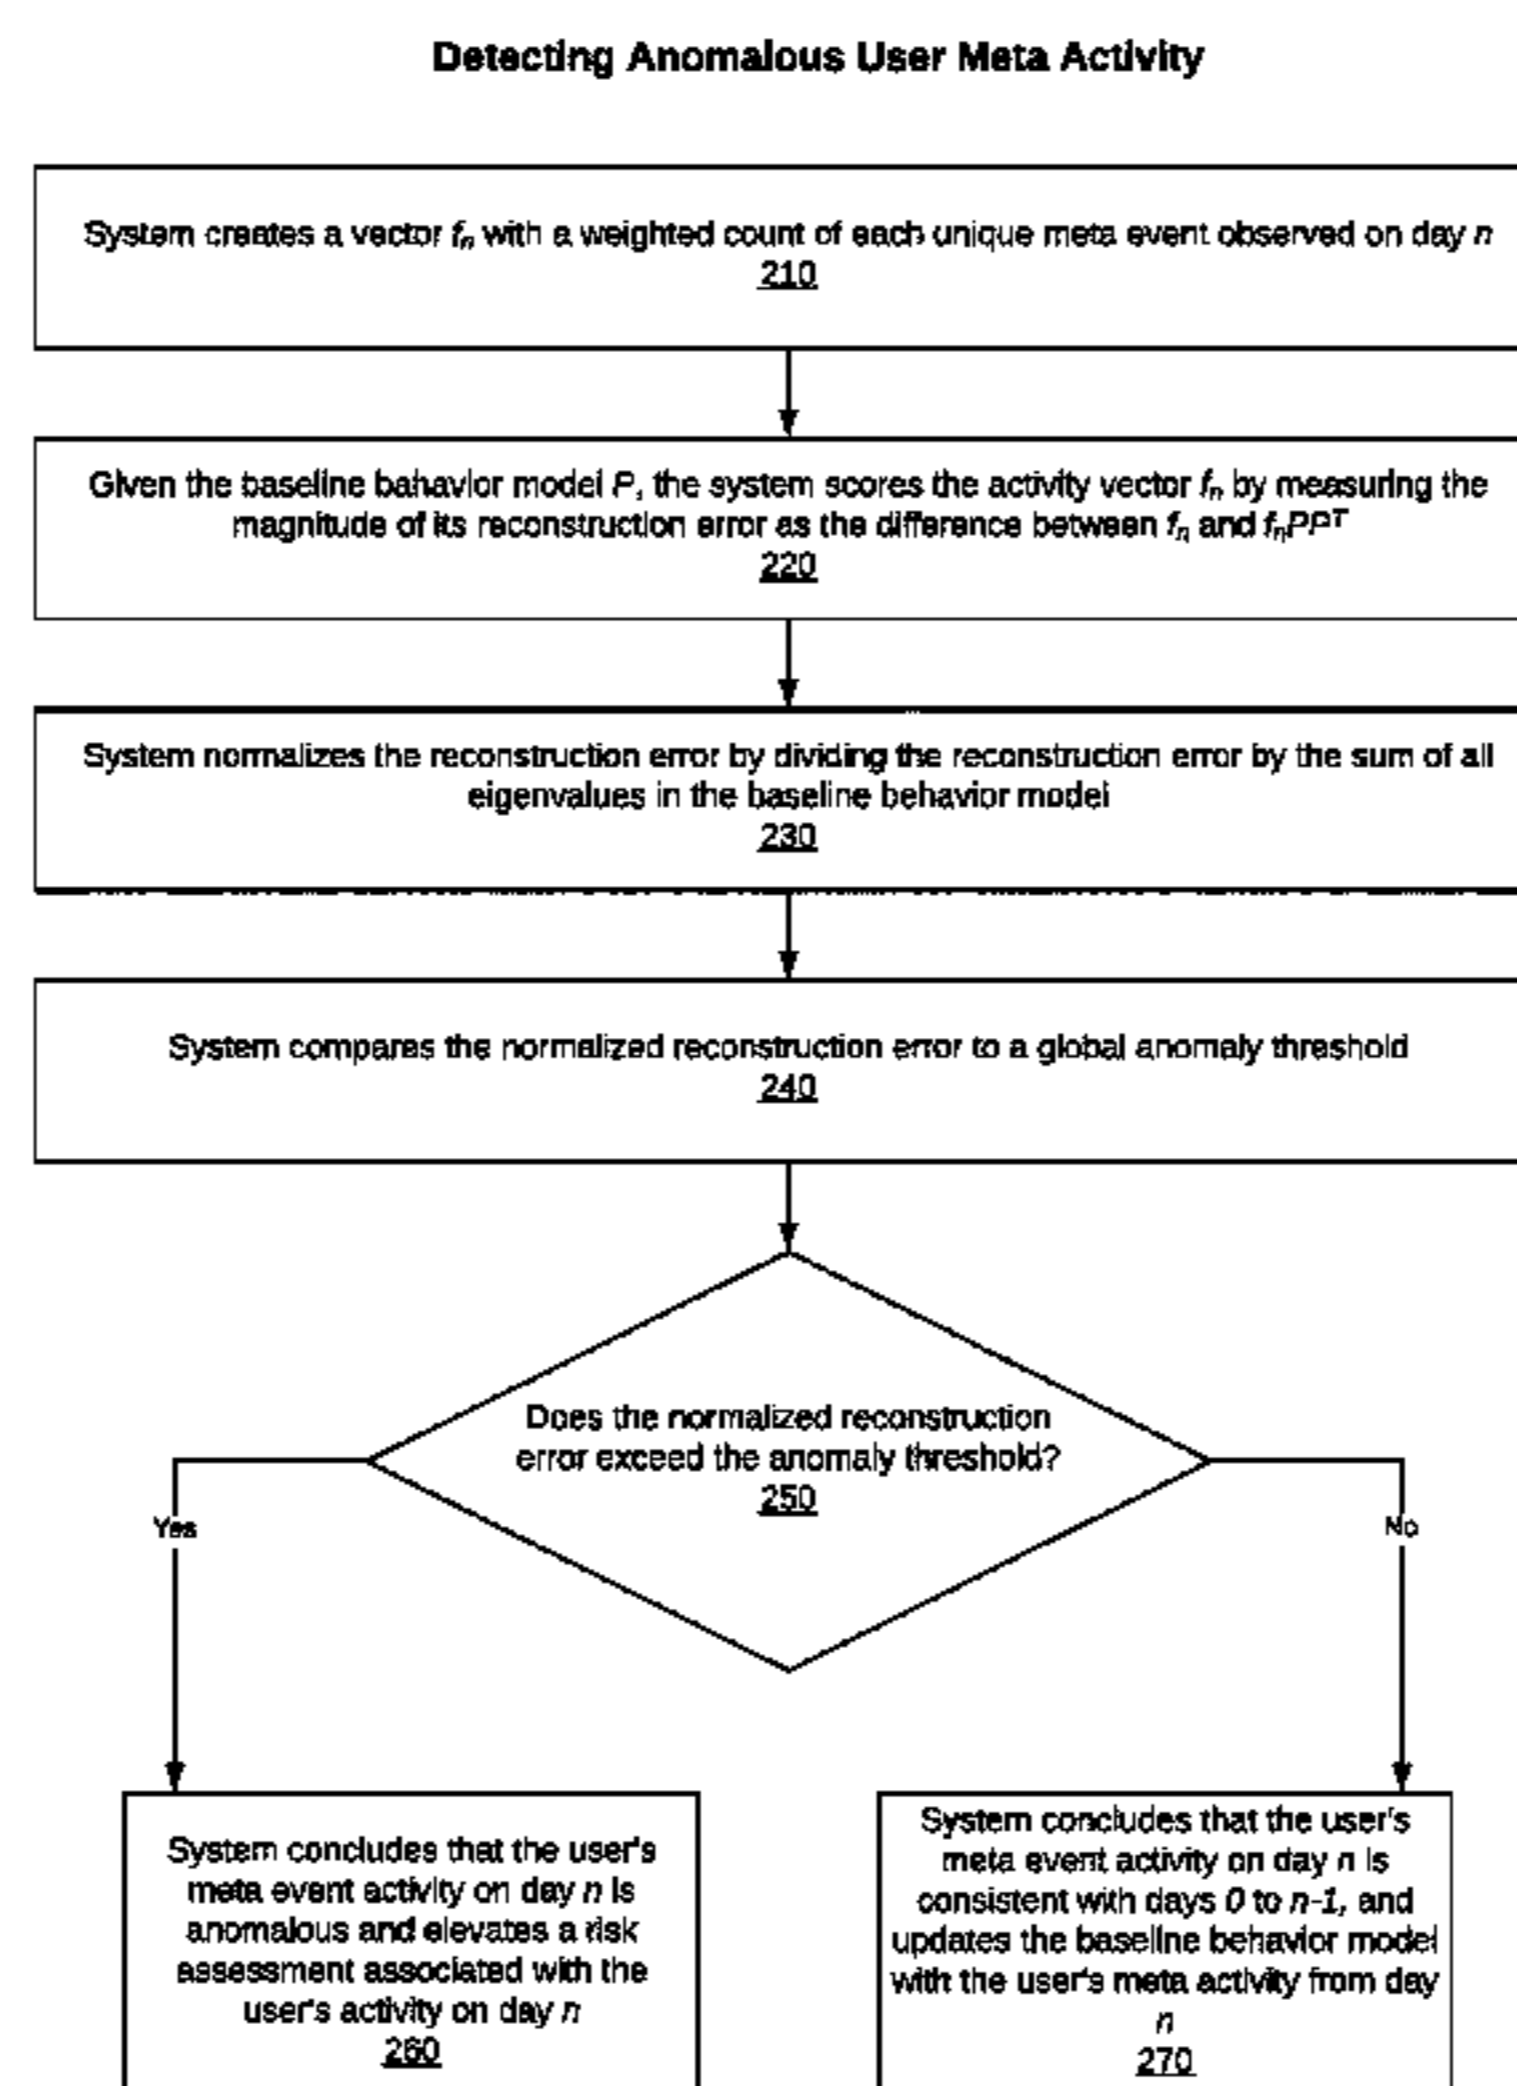 Detecting Anomalous User Meta Activity
System creates a vector fn with a weighted count of each unique meta event observed on day n
210
Given the baseline bahavior model P, the system scores the activity vector fn by measuring the
magnitude of its reconstruction error as the difference between fn and fnPPT
220
System normalizes the reconstruction error by dividing the reconstruction error by the sum of all
eigenvalues in the baseline behavior model
230
System compares the normalized reconstruction error to a global anomaly threshold
240
Does the normalized reconstruction
error exceed the anomaly threshold?
250
Yes
No
System concludes that the user's
meta event activity on day n is
anomalous and elevates a risk
assessment associated with the
user's activity on day n
260
System concludes that the user's
meta event activity on day n is
consistent with days 0 to n-1, and
updates the baseline behavior model
with the user's meta activity from day
n
270